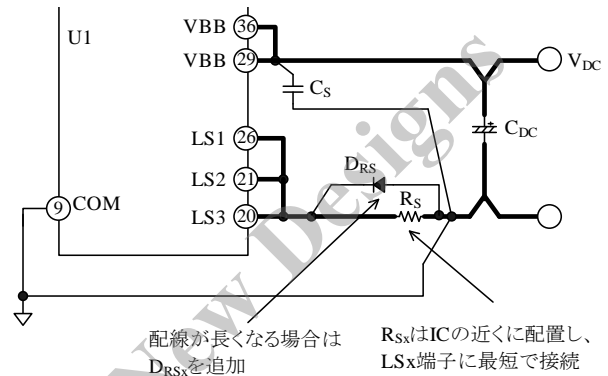 U1
VBB 36
VBB 29
V_DC
C_S
C_DC
LS1 26
LS2 21
LS3 20
D_RS
R_S
9 COM
配線が長くなる場合は
D_RSxを追加
R_SxはICの近くに配置し、
LSx端子に最短で接続
New Designs